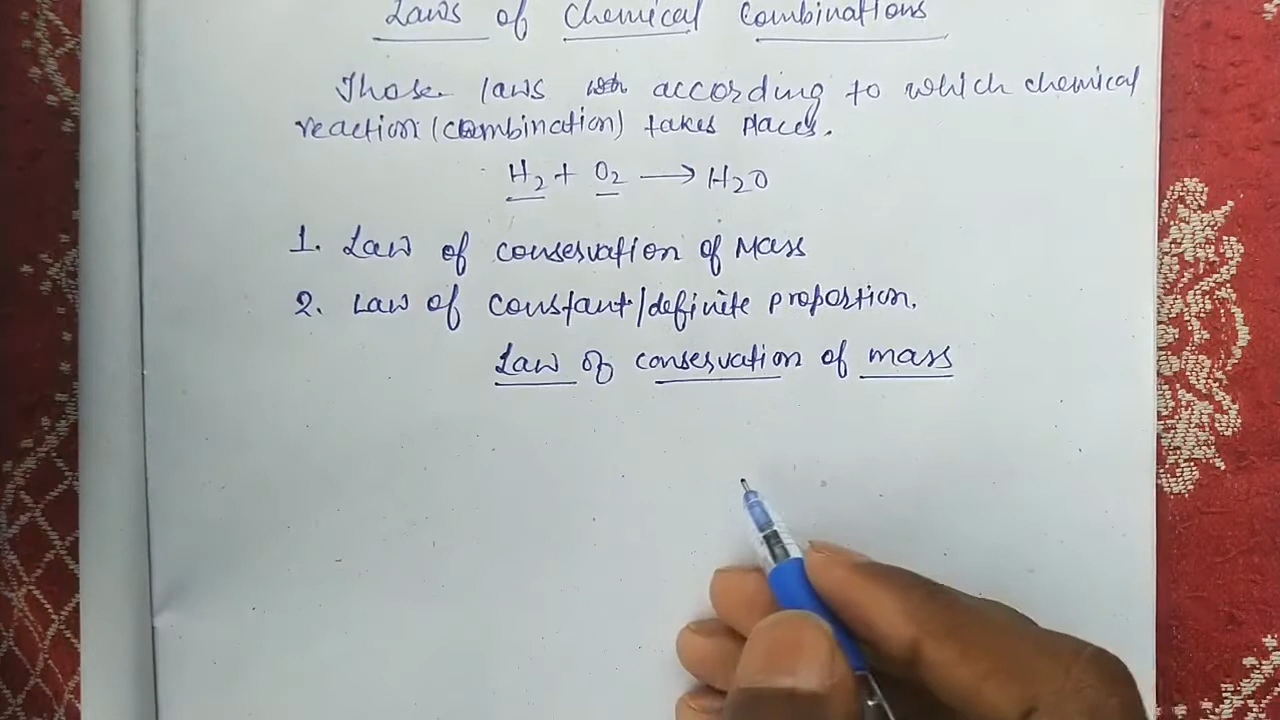 Laws of Chemical Combinations
Those laws according to which chemical
reaction (combination) takes places.
H₂ + O₂ → H₂O
1. Law of conservation of Mass
2. Law of constant/definite proportion.
Law of conservation of mass